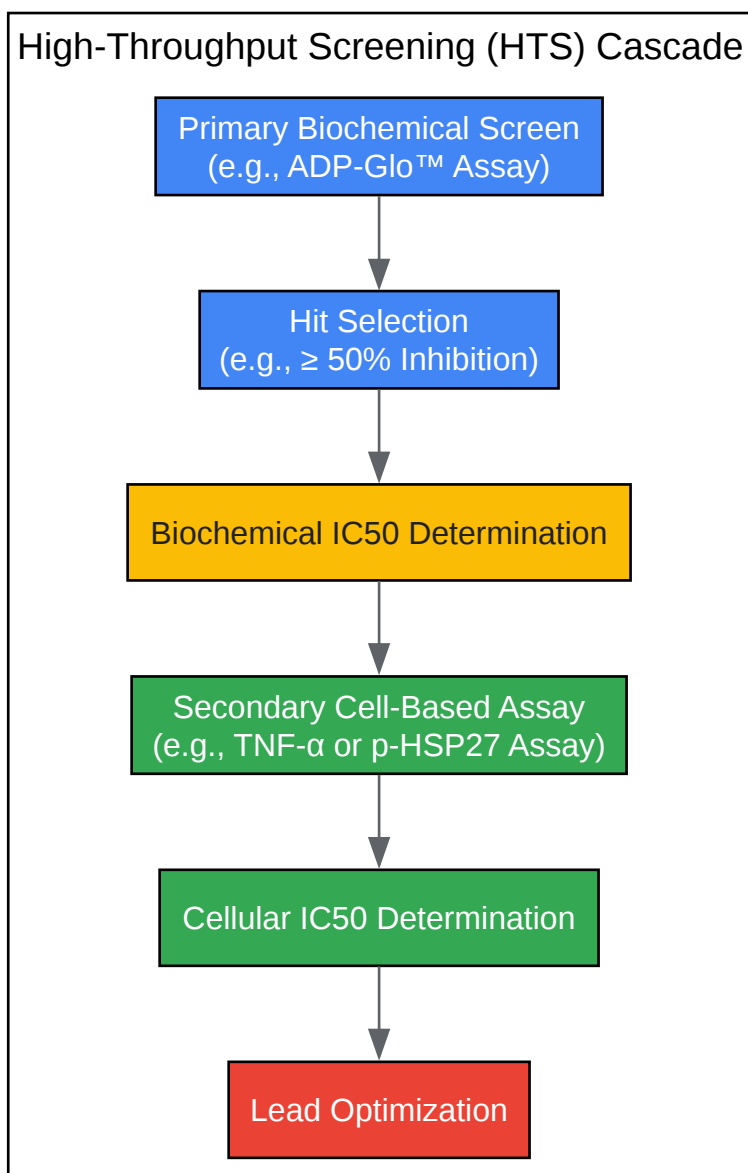 High-Throughput Screening (HTS) Cascade
Primary Biochemical Screen
(e.g., ADP-Glo™ Assay)
Hit Selection
(e.g., ≥ 50% Inhibition)
Biochemical IC50 Determination
Secondary Cell-Based Assay
(e.g., TNF-α or p-HSP27 Assay)
Cellular IC50 Determination
Lead Optimization